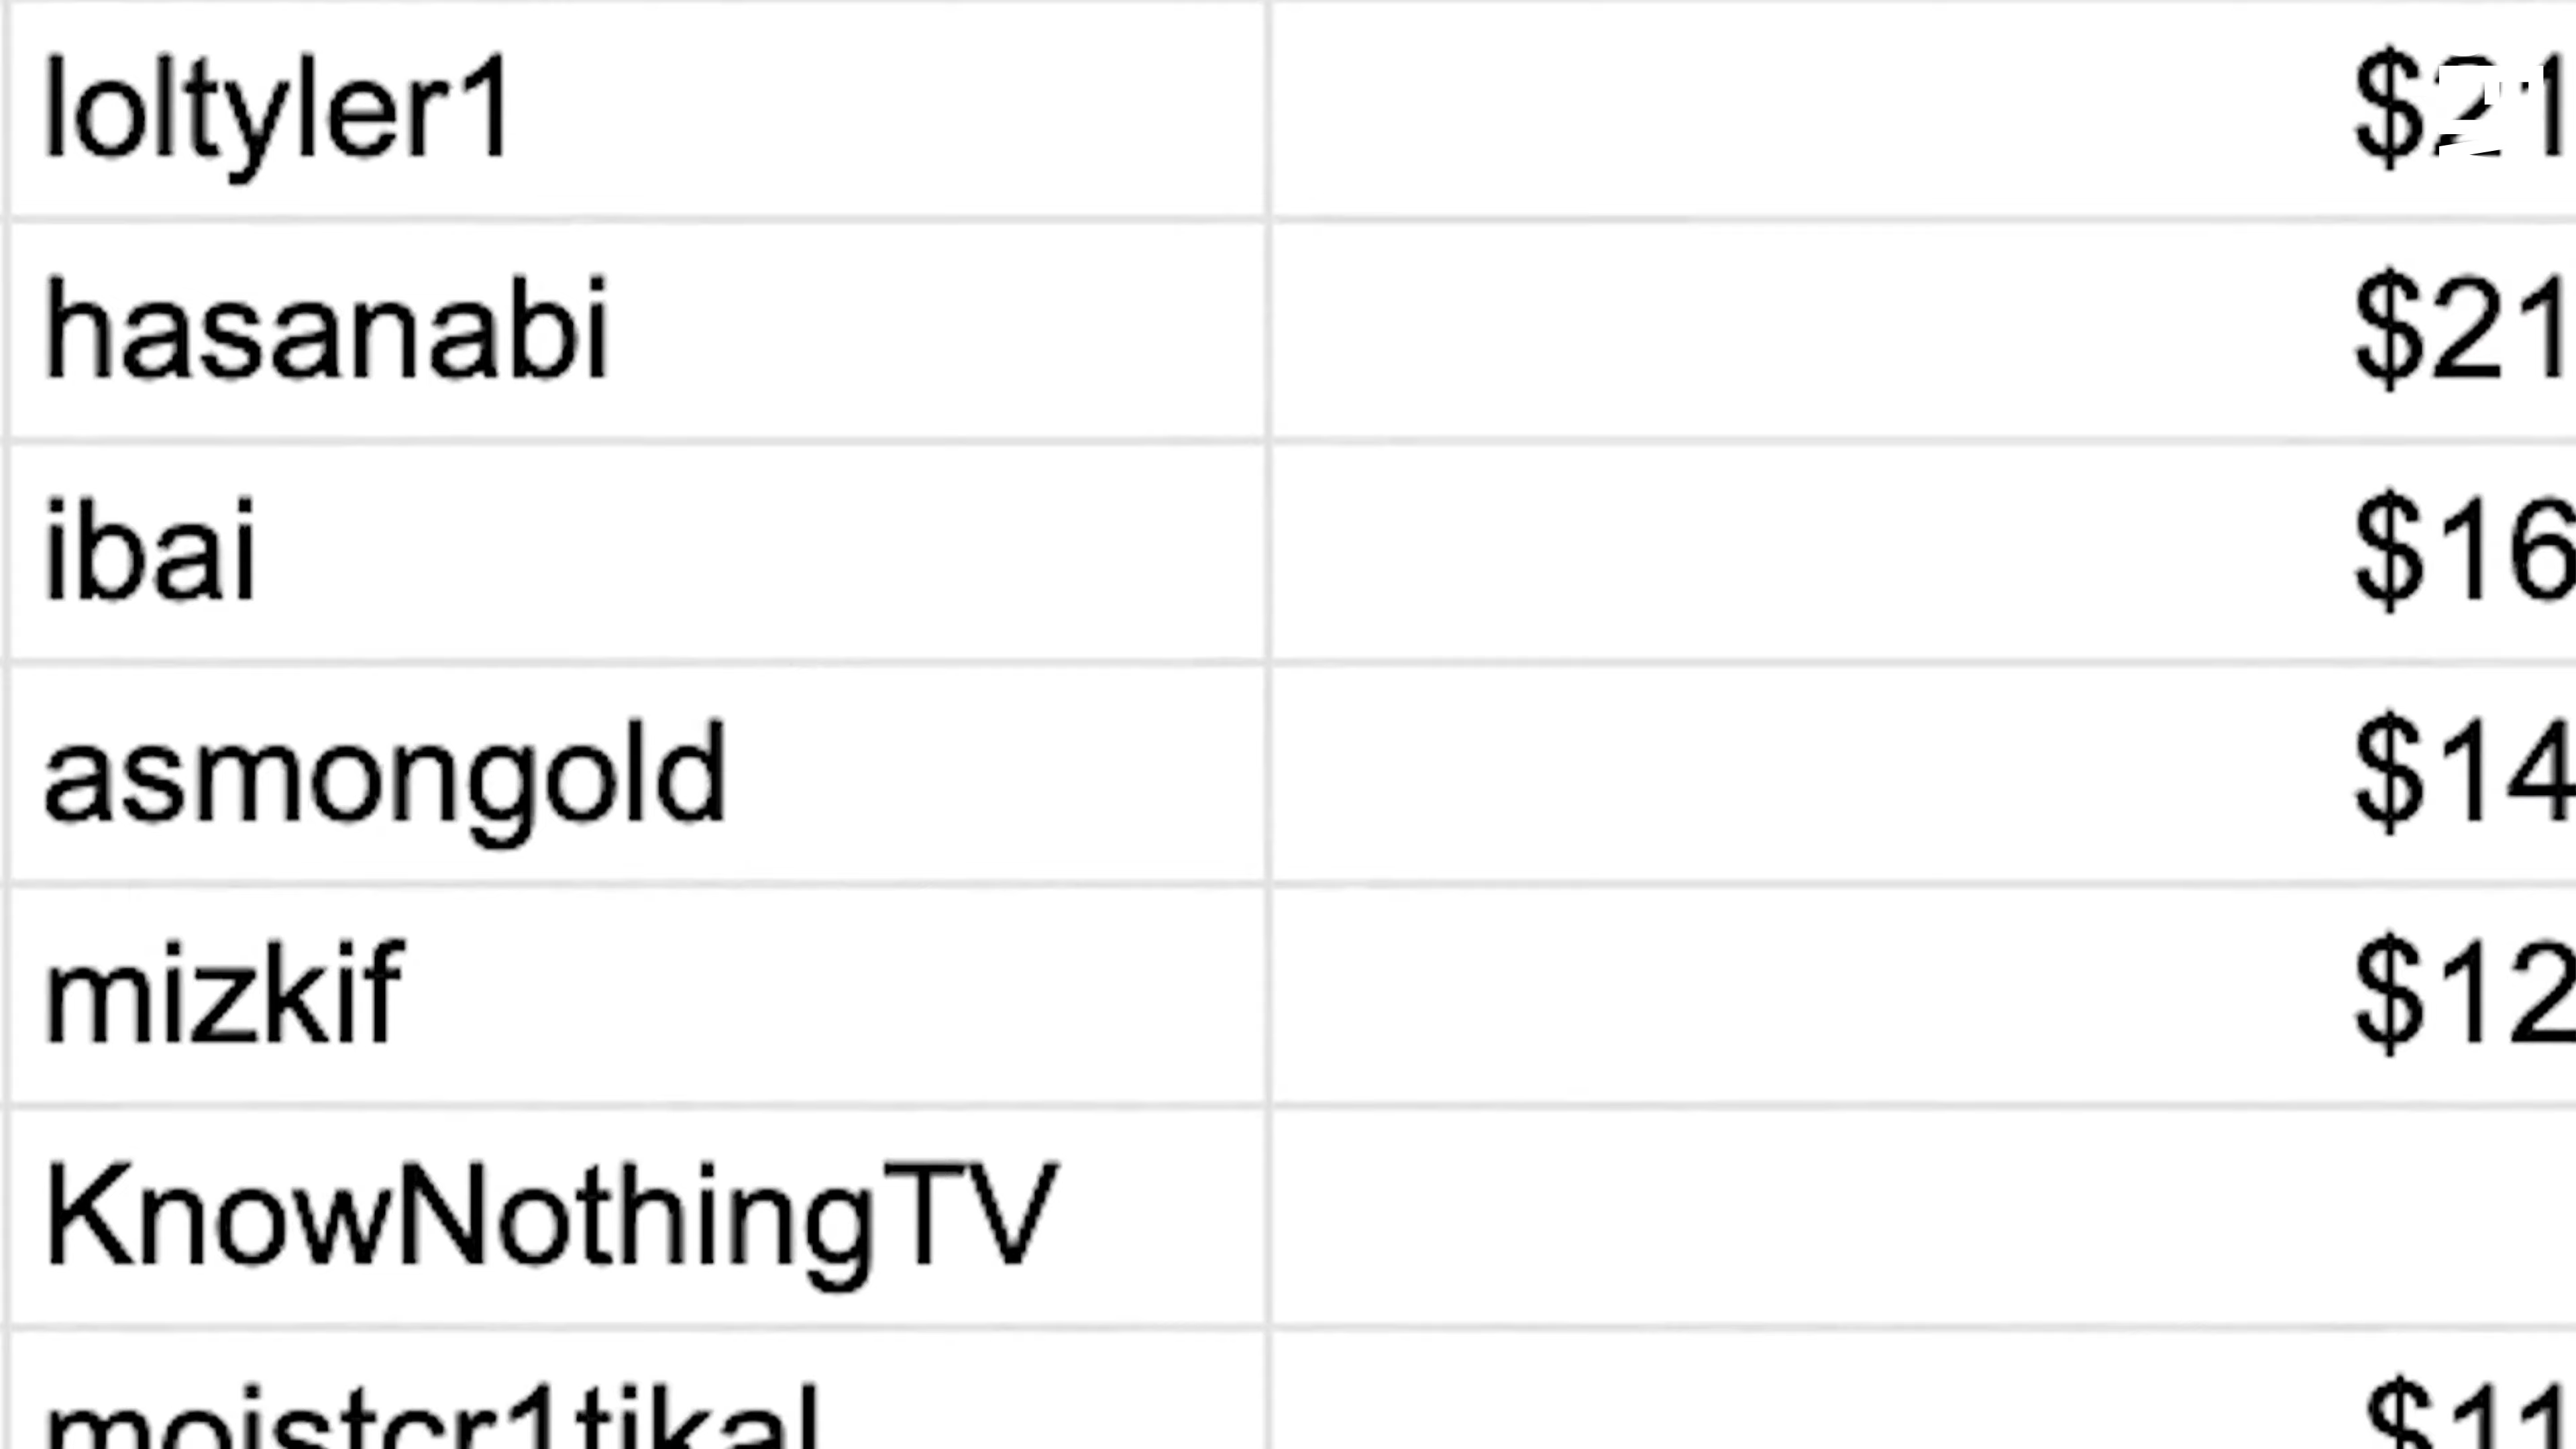 loltyler1 $21
hasanabi $21
ibai $16
asmongold $14
mizkif $12
KnowNothingTV
moistcr1tikal $11